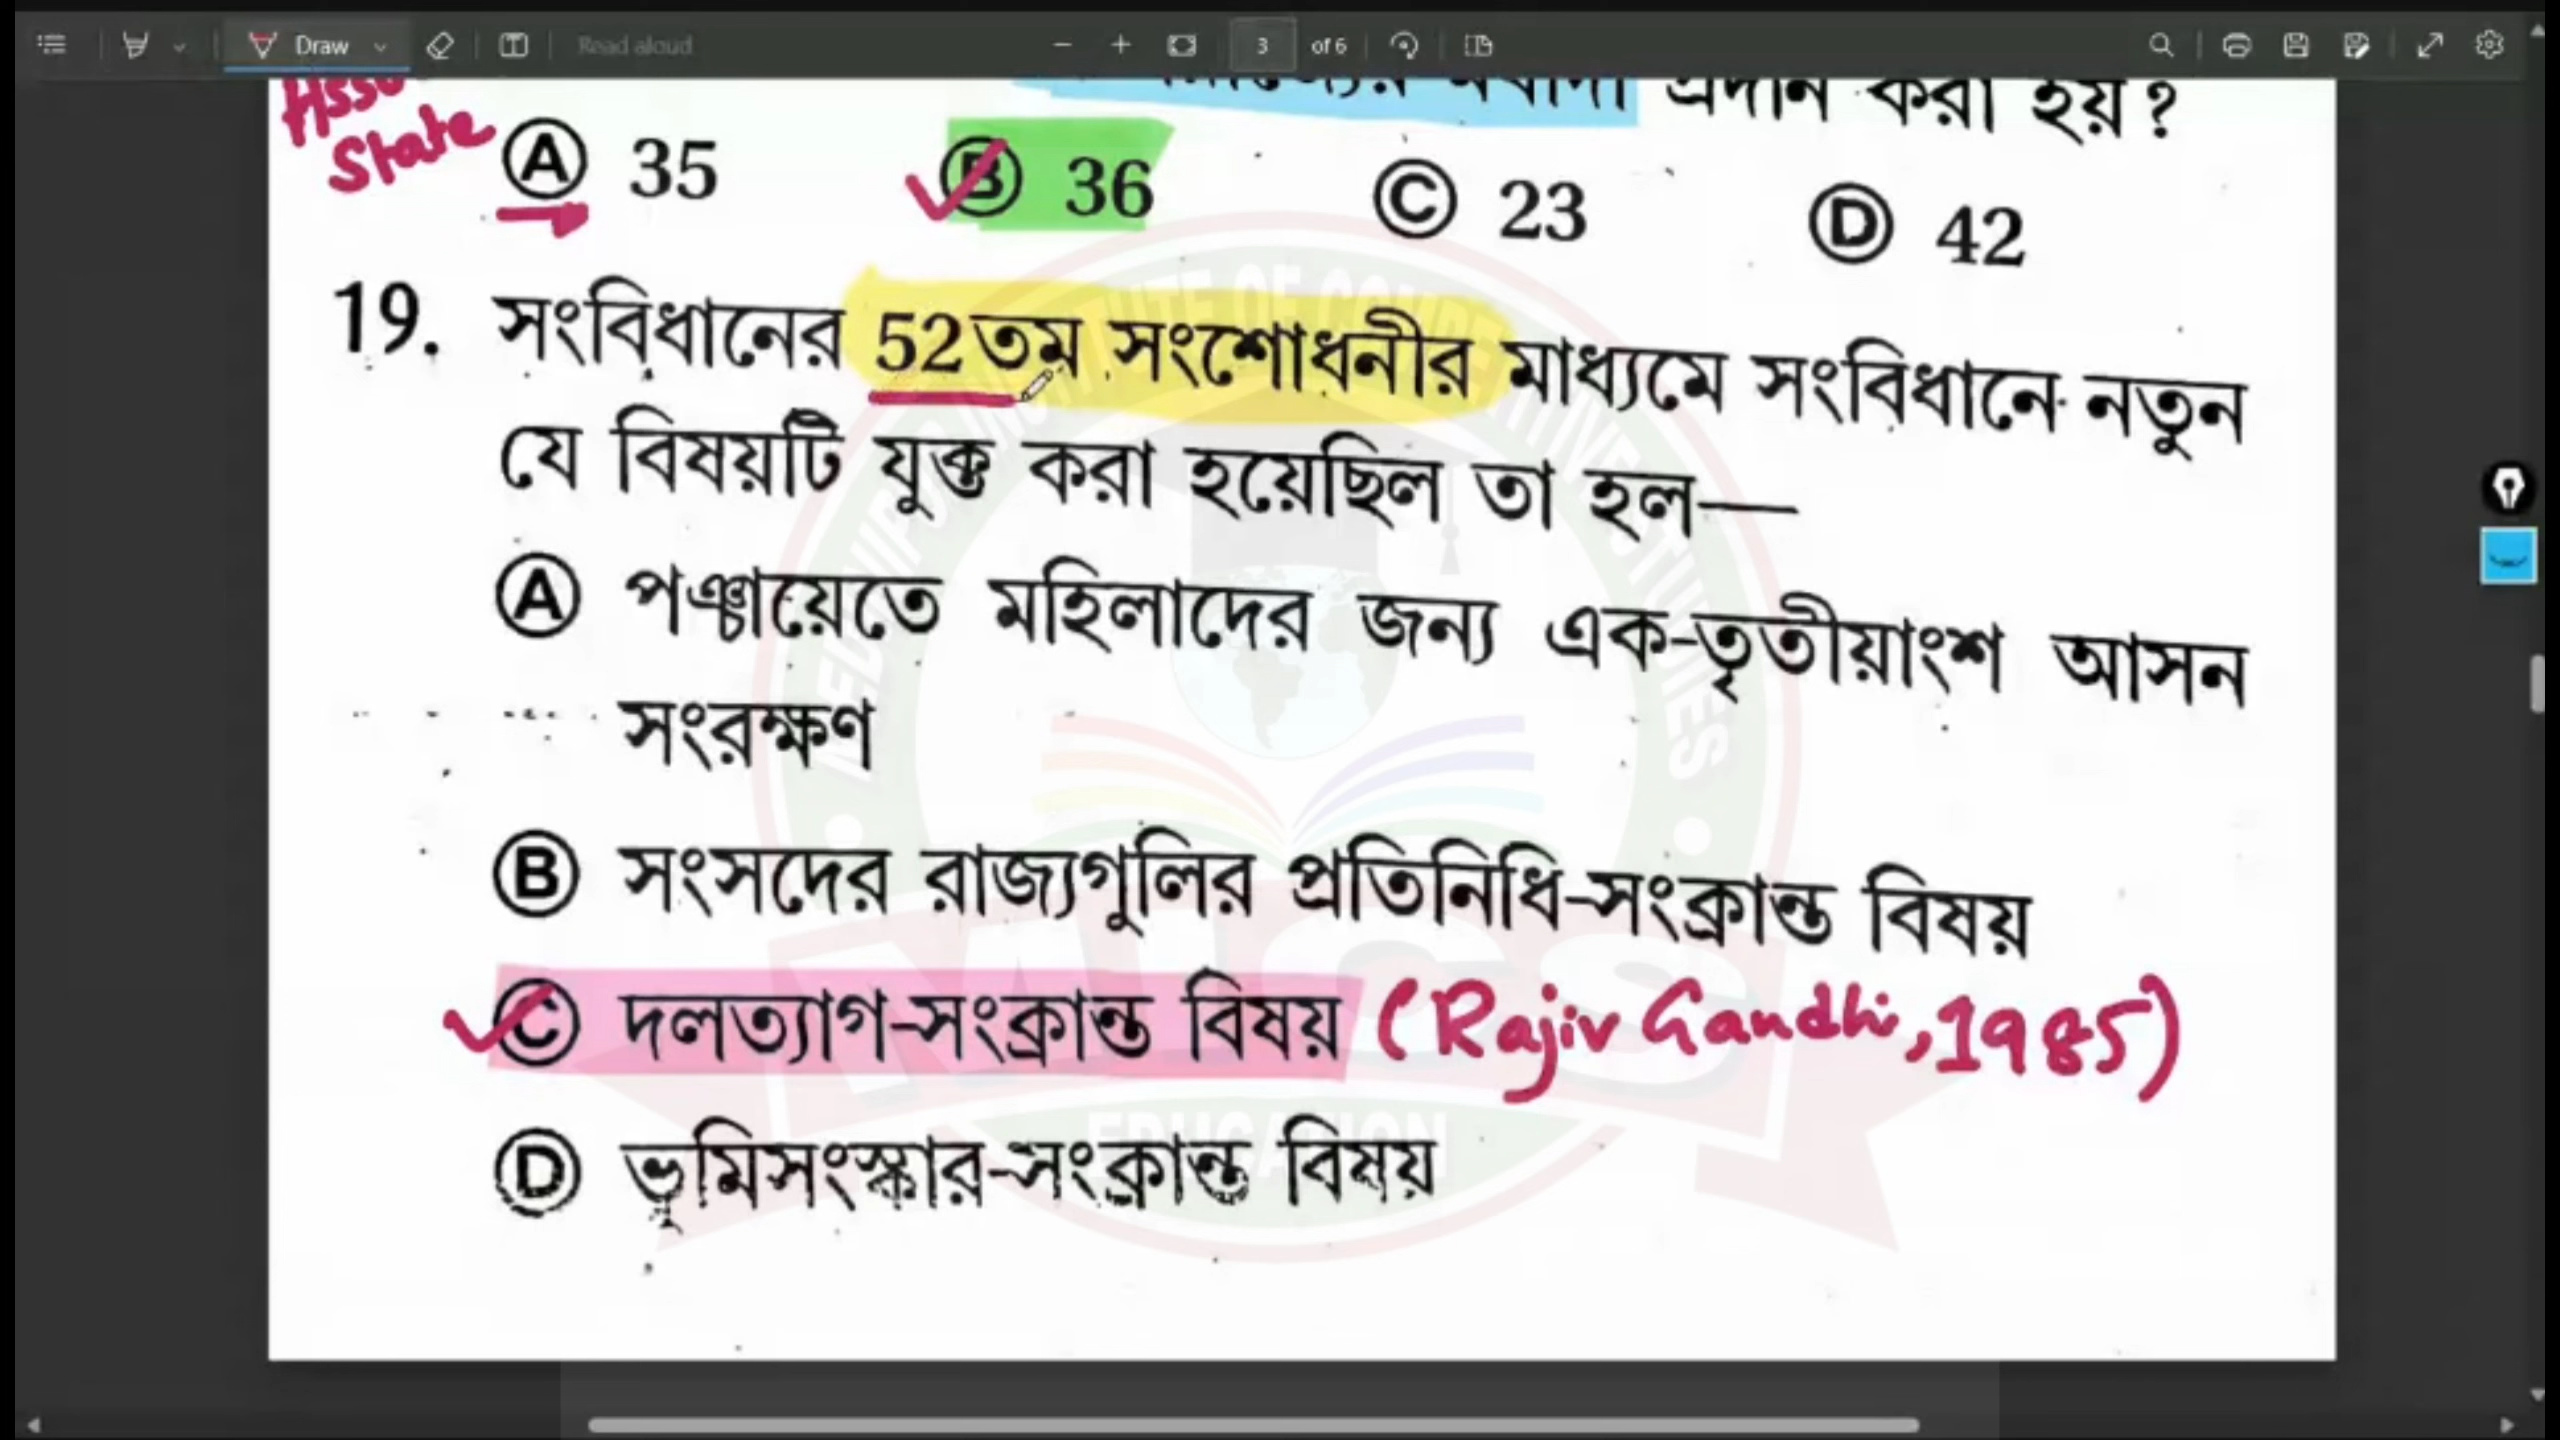 Draw Read aloud 3 of 6
প্রদান করা হয়?
State
Ⓐ 35 Ⓑ 36 Ⓒ 23 Ⓓ 42
19. সংবিধানের 52তম সংশোধনীর মাধ্যমে সংবিধানে নতুন
যে বিষয়টি যুক্ত করা হয়েছিল তা হল—
Ⓐ পঞ্চায়েতে মহিলাদের জন্য এক-তৃতীয়াংশ আসন
সংরক্ষণ
Ⓑ সংসদের রাজ্যগুলির প্রতিনিধি-সংক্রান্ত বিষয়
Ⓒ দলত্যাগ-সংক্রান্ত বিষয় (Rajiv Gandhi, 1985)
Ⓓ ভূমিসংস্কার-সংক্রান্ত বিষয়
MICS
EDUCATION